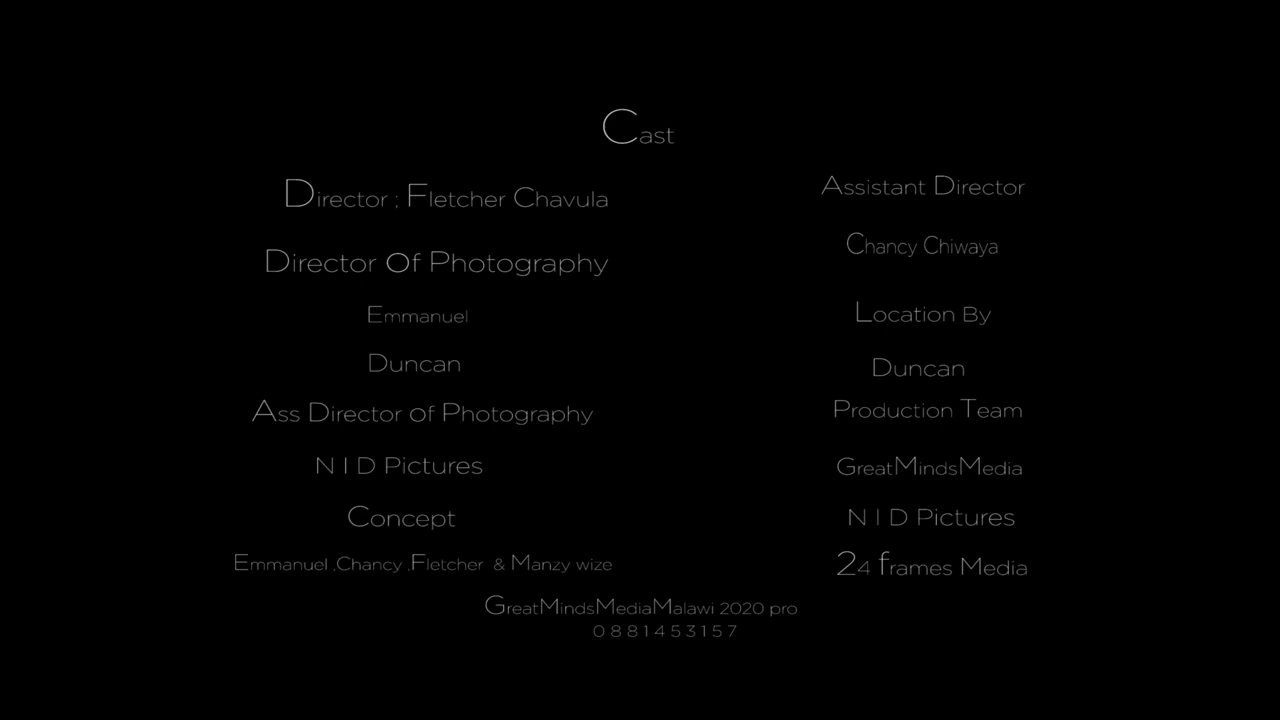 Cast
Director ; Fletcher Chavula
Director Of Photography
Emmanuel
Duncan
Ass Director of Photography
N I D Pictures
Concept
Emmanuel ,Chancy ,Fletcher & Manzy wize
Assistant Director
Chancy Chiwaya
Location By
Duncan
Production Team
GreatMindsMedia
N I D Pictures
24 frames Media
GreatMindsMediaMalawi 2020 pro
0 8 8 1 4 5 3 1 5 7